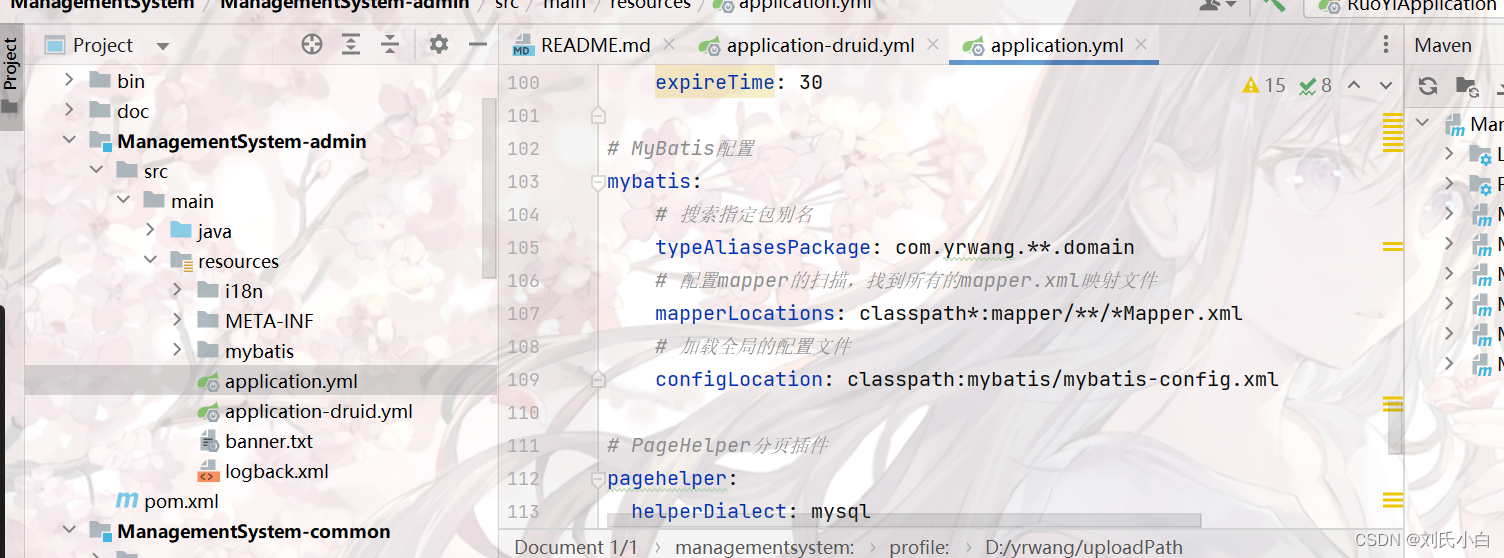 ManagementSystem / ManagementSystem-admin / src / main / resources / application.yml
RuoYiApplication
Project
Project
bin
doc
ManagementSystem-admin
src
main
java
resources
i18n
META-INF
mybatis
application.yml
application-druid.yml
banner.txt
logback.xml
pom.xml
ManagementSystem-common
README.md
application-druid.yml
application.yml
15
8
100 expireTime: 30
101
102 # MyBatis配置
103 mybatis:
104 # 搜索指定包别名
105 typeAliasesPackage: com.yrwang.**.domain
106 # 配置mapper的扫描，找到所有的mapper.xml映射文件
107 mapperLocations: classpath*:mapper/**/*Mapper.xml
108 # 加载全局的配置文件
109 configLocation: classpath:mybatis/mybatis-config.xml
110
111 # PageHelper分页插件
112 pagehelper:
113 helperDialect: mysql
Document 1/1 › managementsystem: › profile: › D:/yrwang/uploadPath
Maven
Man
CSDN @刘氏小白